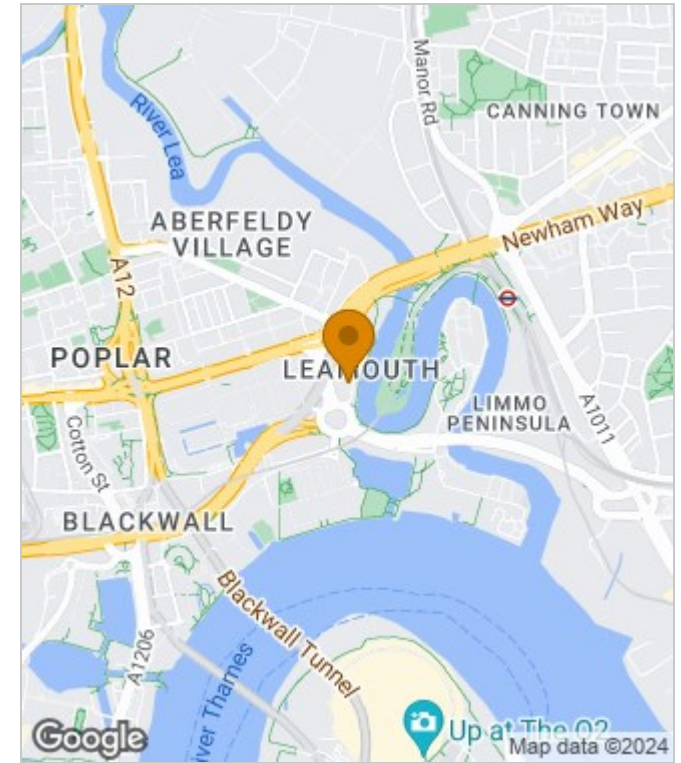 Manor Rd
CANNING TOWN
River Lea
ABERFELDY
VILLAGE
Newham Way
A12
POPLAR
LEAMOUTH
LIMMO
PENINSULA
A1011
Cotton St
BLACKWALL
Blackwall Tunnel
A1206
iver Thames
Up at The O2
Google
Map data ©2024